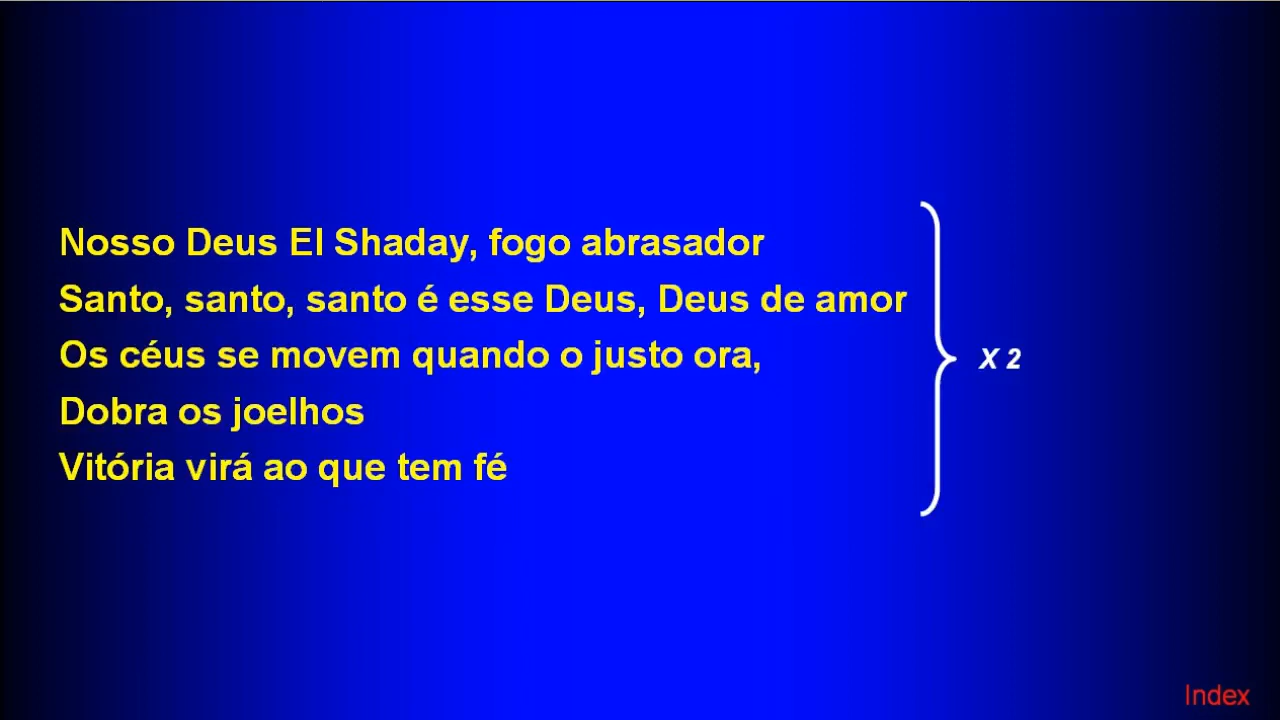 Nosso Deus El Shaday, fogo abrasador
Santo, santo, santo é esse Deus, Deus de amor
Os céus se movem quando o justo ora,
Dobra os joelhos
Vitória virá ao que tem fé
X 2
Index